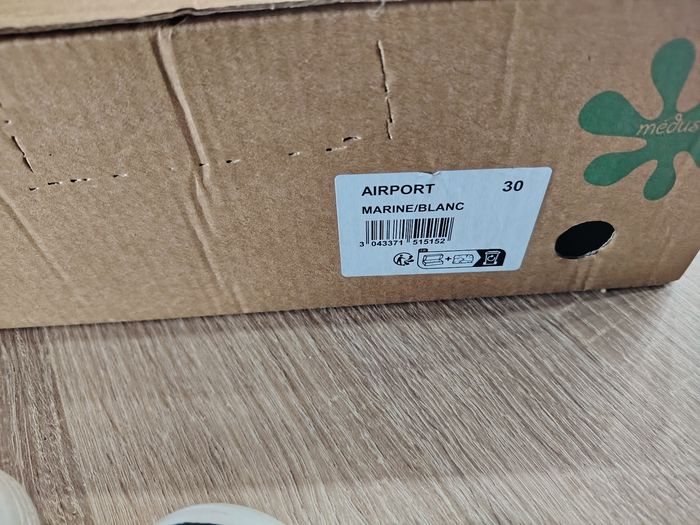 médus
AIRPORT 30
MARINE/BLANC
3 043371 515152